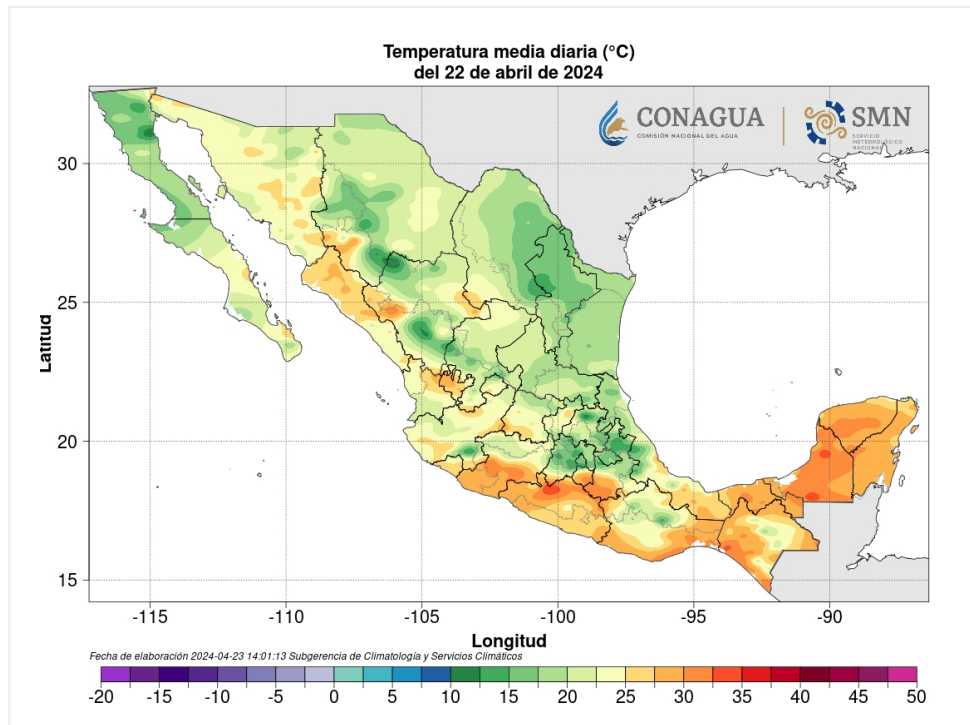 Temperatura media diaria (°C)
del 22 de abril de 2024
CONAGUA
COMISIÓN NACIONAL DEL AGUA
SMN
SERVICIO
METEOROLÓGICO
NACIONAL
Latitud
30
25
20
15
-115 -110 -105 -100 -95 -90
Longitud
Fecha de elaboración 2024-04-23 14:01:13 Subgerencia de Climatología y Servicios Climáticos
-20 -15 -10 -5 0 5 10 15 20 25 30 35 40 45 50